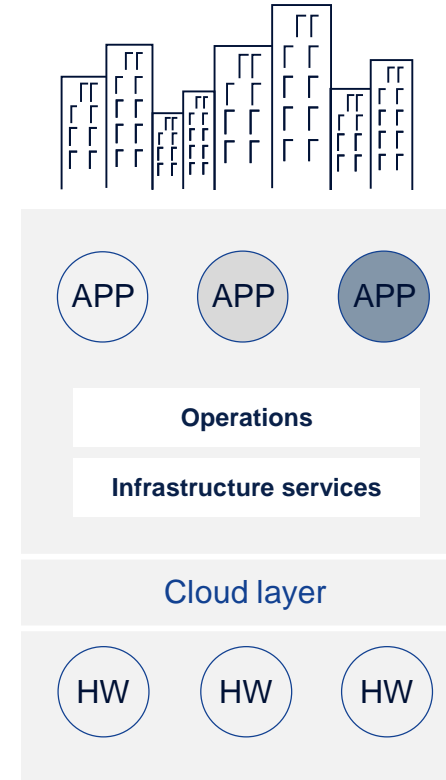 APP APP APP
Operations
Infrastructure services
Cloud layer
HW HW HW